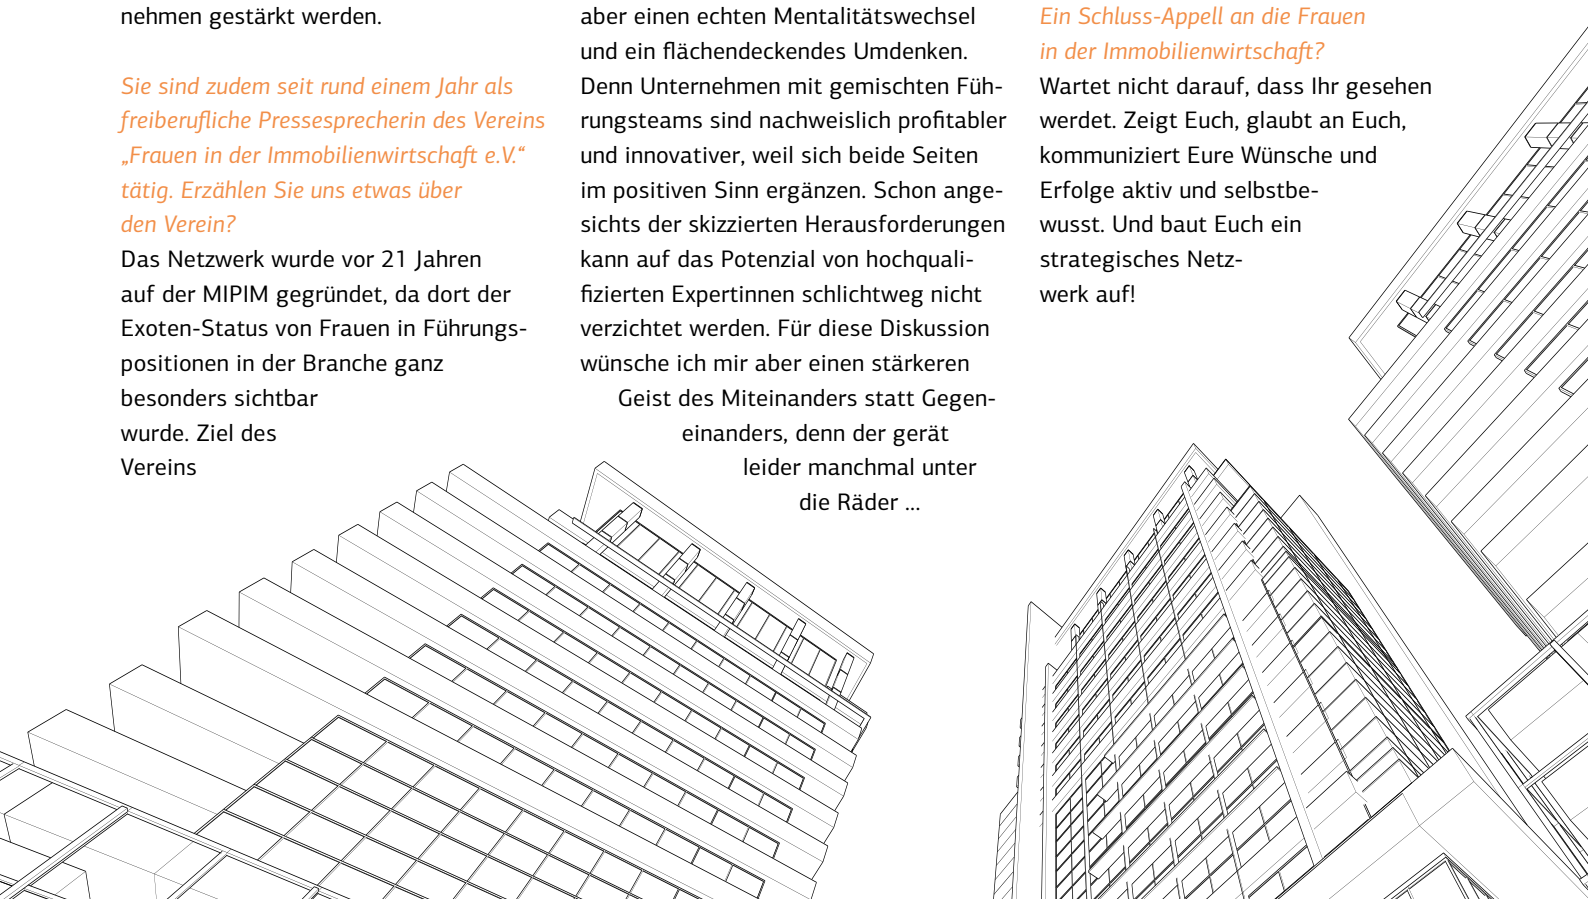 nehmen gestärkt werden.
Sie sind zudem seit rund einem Jahr als
freiberufliche Pressesprecherin des Vereins
„Frauen in der Immobilienwirtschaft e.V.“
tätig. Erzählen Sie uns etwas über
den Verein?
Das Netzwerk wurde vor 21 Jahren
auf der MIPIM gegründet, da dort der
Exoten-Status von Frauen in Führungs-
positionen in der Branche ganz
besonders sichtbar
wurde. Ziel des
Vereins
aber einen echten Mentalitätswechsel
und ein flächendeckendes Umdenken.
Denn Unternehmen mit gemischten Füh-
rungsteams sind nachweislich profitabler
und innovativer, weil sich beide Seiten
im positiven Sinn ergänzen. Schon ange-
sichts der skizzierten Herausforderungen
kann auf das Potenzial von hochquali-
fizierten Expertinnen schlichtweg nicht
verzichtet werden. Für diese Diskussion
wünsche ich mir aber einen stärkeren
Geist des Miteinanders statt Gegen-
einanders, denn der gerät
leider manchmal unter
die Räder ...
Ein Schluss-Appell an die Frauen
in der Immobilienwirtschaft?
Wartet nicht darauf, dass Ihr gesehen
werdet. Zeigt Euch, glaubt an Euch,
kommuniziert Eure Wünsche und
Erfolge aktiv und selbstbe-
wusst. Und baut Euch ein
strategisches Netz-
werk auf!